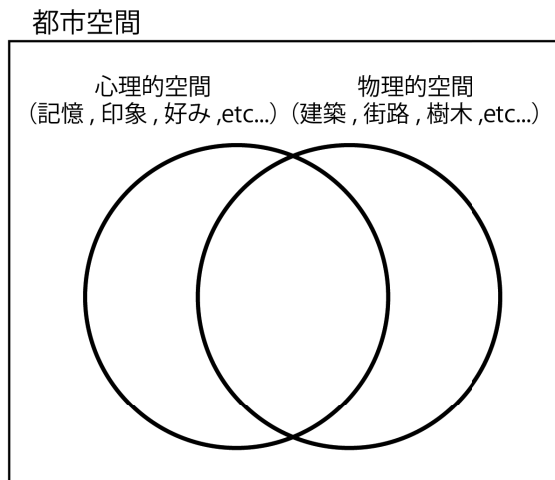 都市空間
心理的空間
（記憶 , 印象 , 好み ,etc...）
物理的空間
（建築 , 街路 , 樹木 ,etc...）